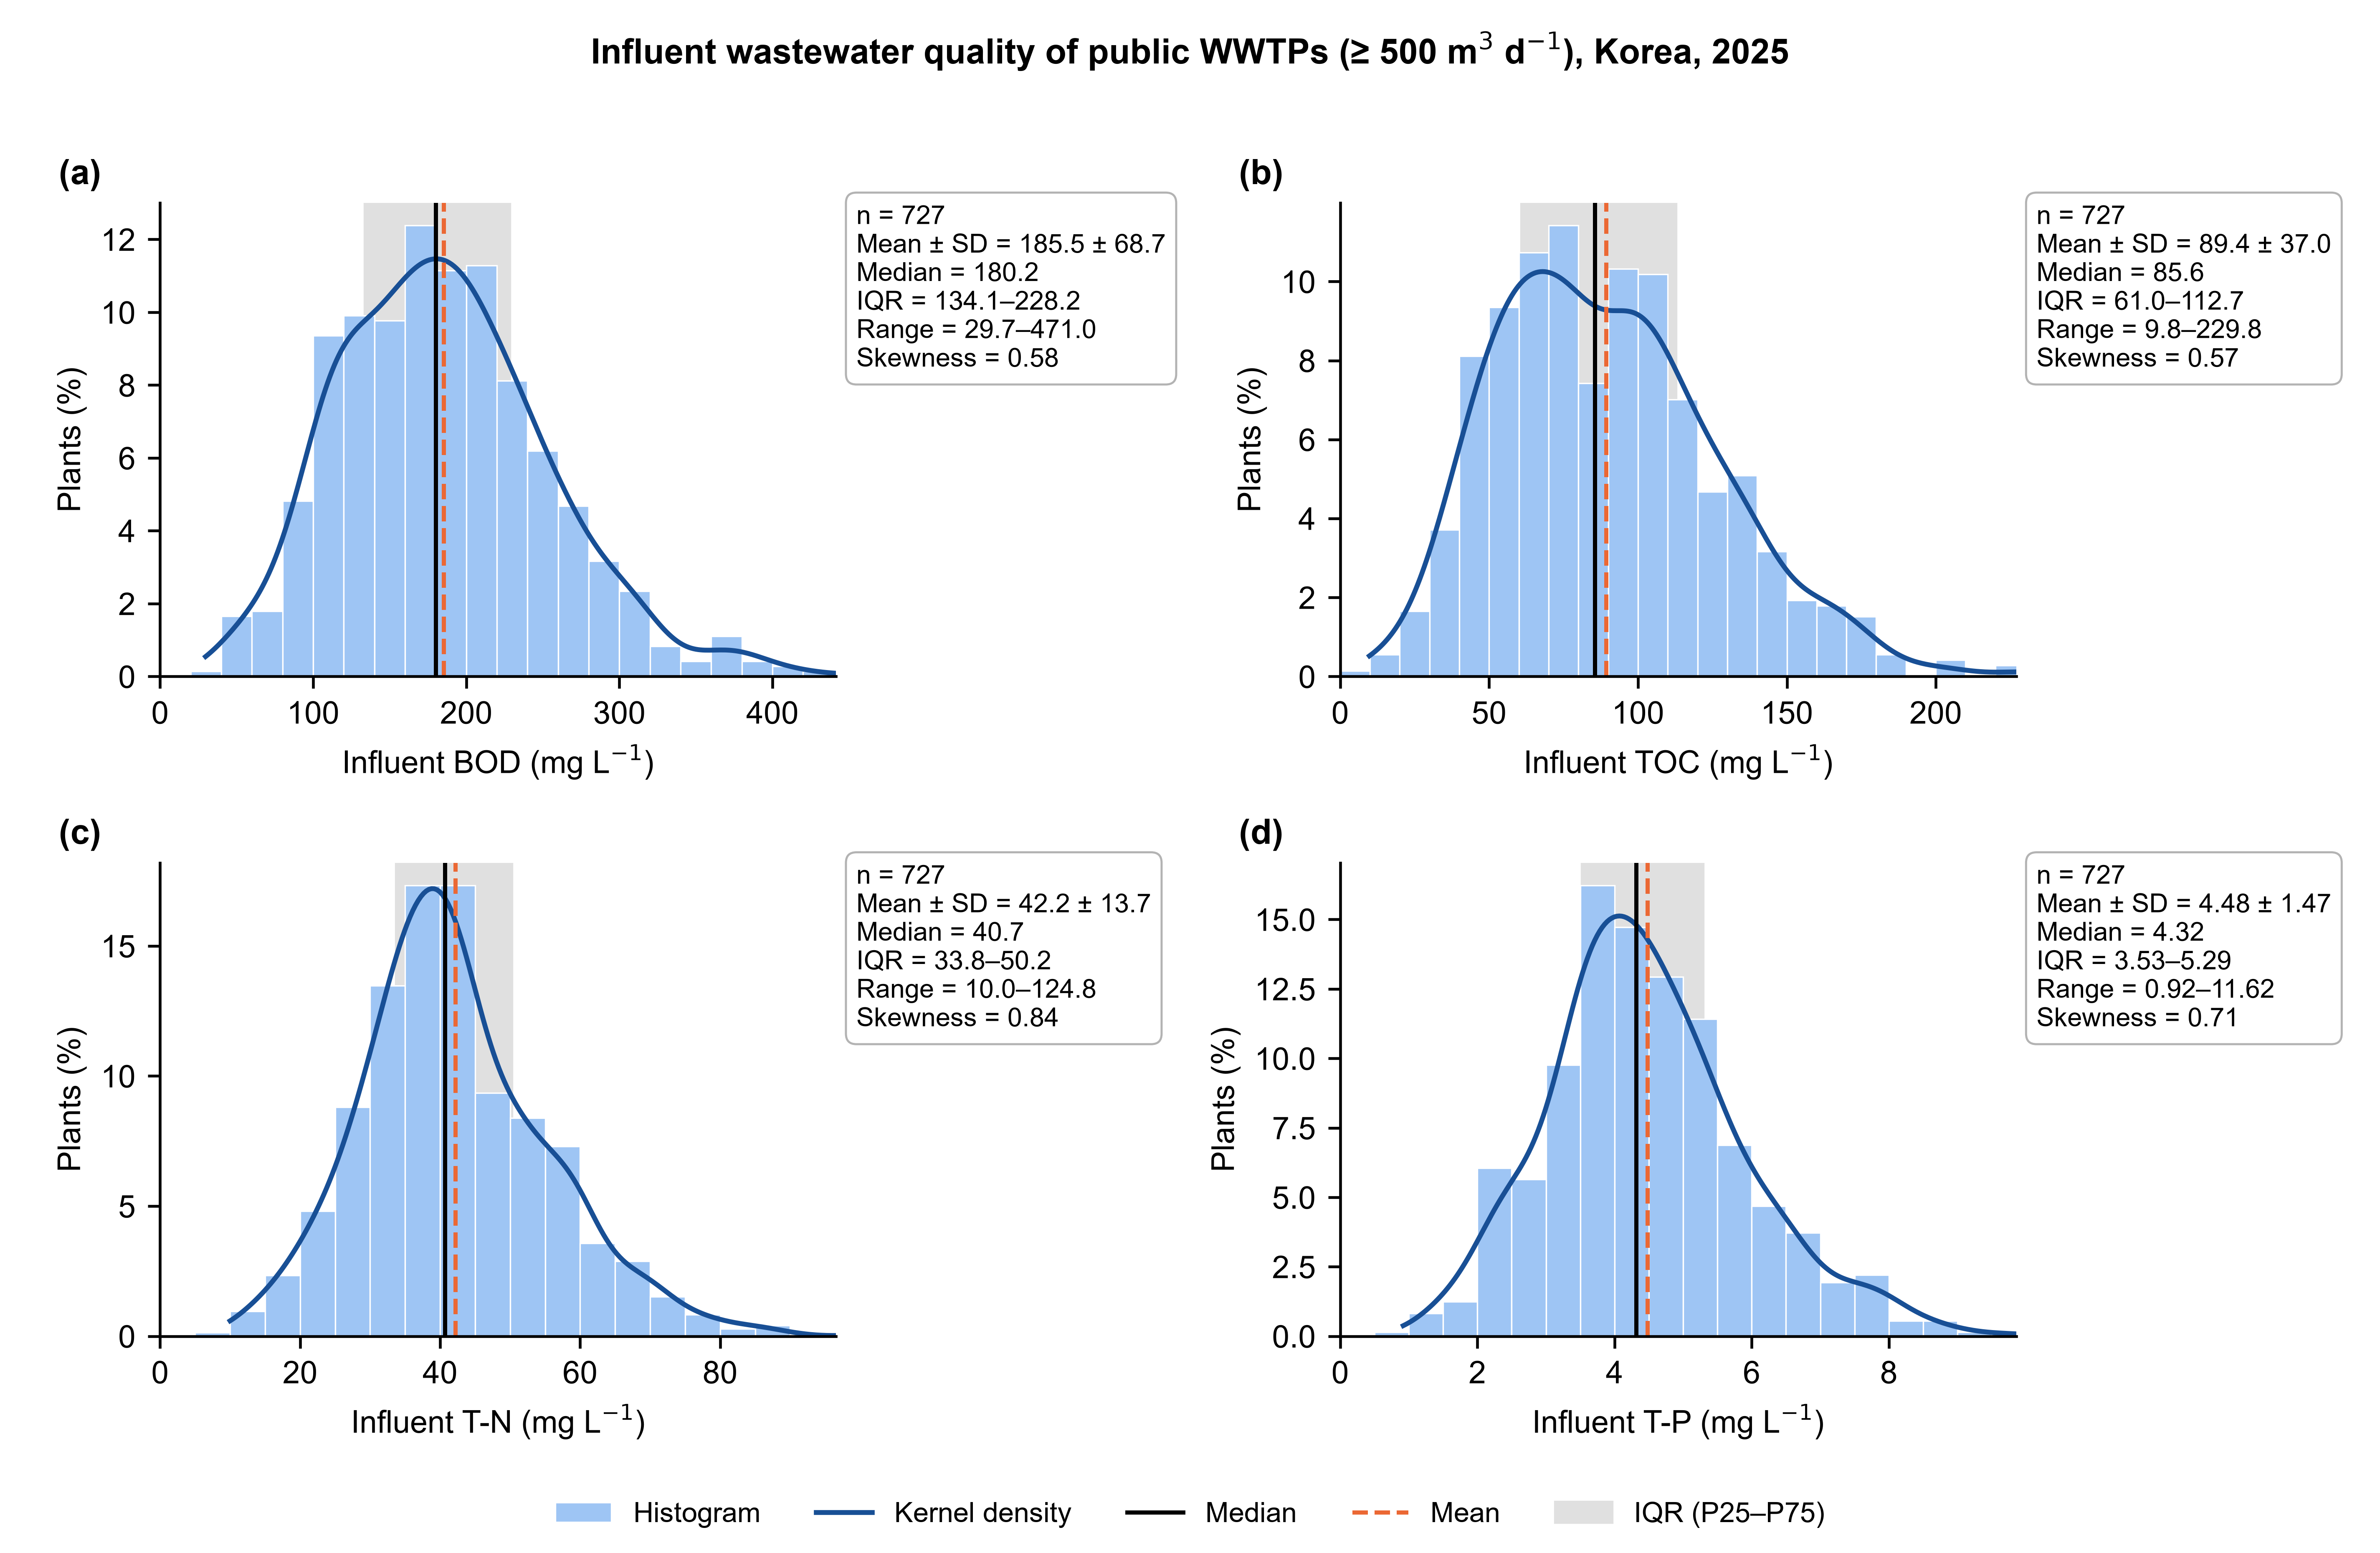 Influent wastewater quality of public WWTPs (≥ 500 m³ d⁻¹), Korea, 2025
(a)
12
10
8
6
4
2
0
Plants (%)
0 100 200 300 400
Influent BOD (mg L⁻¹)
n = 727
Mean ± SD = 185.5 ± 68.7
Median = 180.2
IQR = 134.1–228.2
Range = 29.7–471.0
Skewness = 0.58
(b)
10
8
6
4
2
0
Plants (%)
0 50 100 150 200
Influent TOC (mg L⁻¹)
n = 727
Mean ± SD = 89.4 ± 37.0
Median = 85.6
IQR = 61.0–112.7
Range = 9.8–229.8
Skewness = 0.57
(c)
15
10
5
0
Plants (%)
0 20 40 60 80
Influent T-N (mg L⁻¹)
n = 727
Mean ± SD = 42.2 ± 13.7
Median = 40.7
IQR = 33.8–50.2
Range = 10.0–124.8
Skewness = 0.84
(d)
15.0
12.5
10.0
7.5
5.0
2.5
0.0
Plants (%)
0 2 4 6 8
Influent T-P (mg L⁻¹)
n = 727
Mean ± SD = 4.48 ± 1.47
Median = 4.32
IQR = 3.53–5.29
Range = 0.92–11.62
Skewness = 0.71
Histogram Kernel density Median Mean IQR (P25–P75)